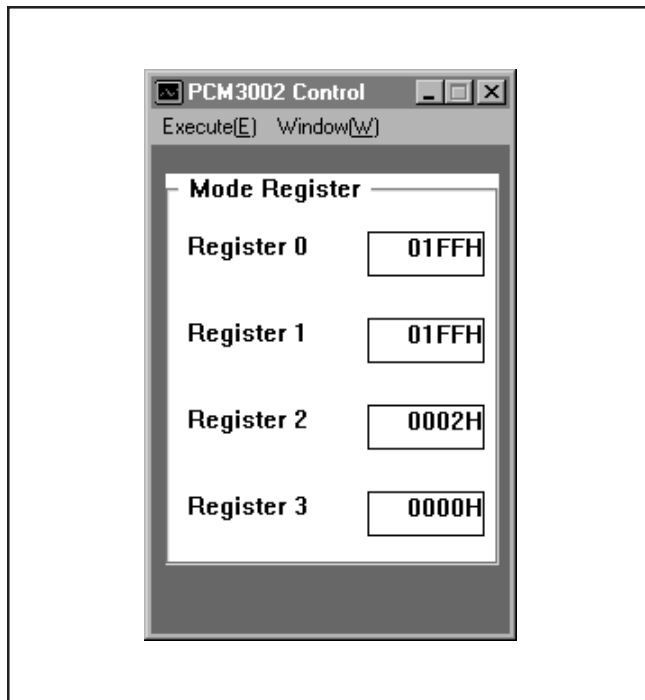 PCM3002 Control
Execute(E) Window(W)
Mode Register
Register 0 01FFH
Register 1 01FFH
Register 2 0002H
Register 3 0000H